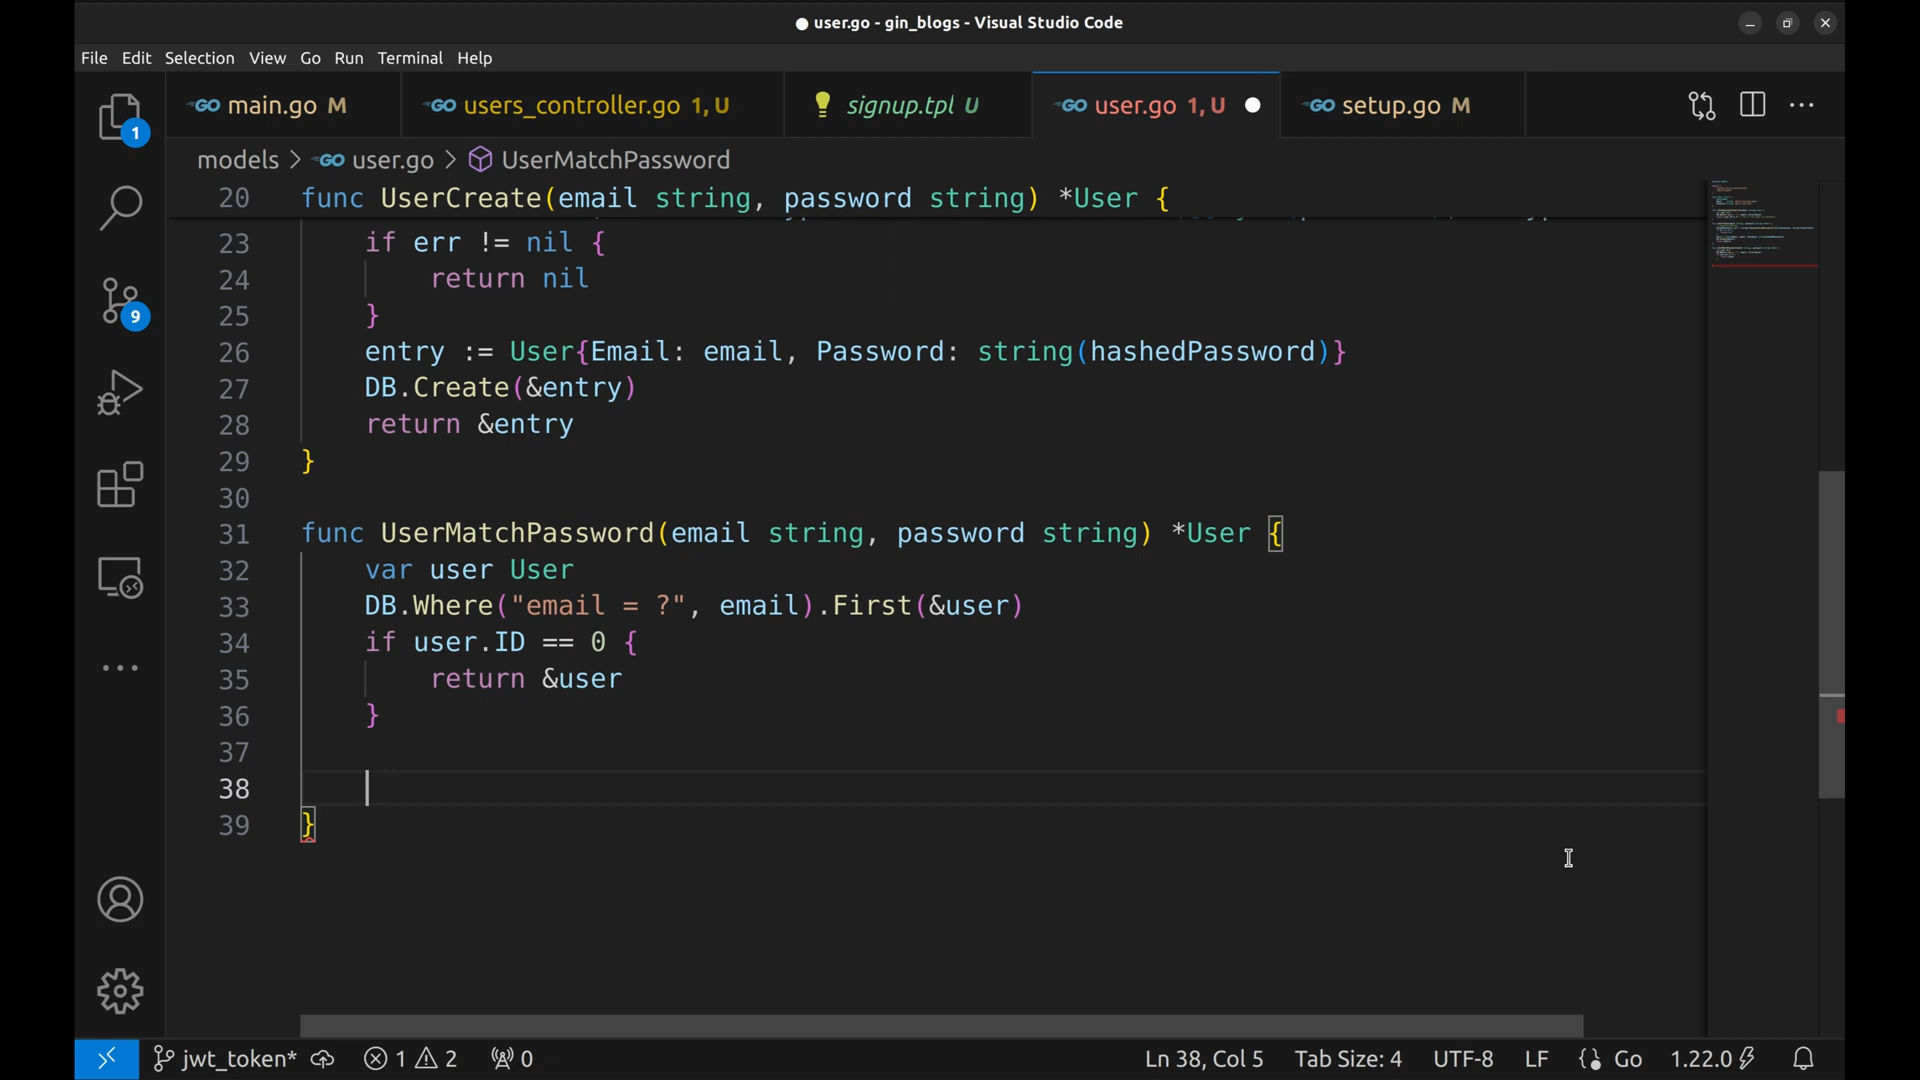 user.go - gin_blogs - Visual Studio Code
File Edit Selection View Go Run Terminal Help
GO main.go M GO users_controller.go 1, U signup.tpl U GO user.go 1, U GO setup.go M
models > GO user.go > UserMatchPassword
1
9
20 func UserCreate(email string, password string) *User {
23 if err != nil {
24 return nil
25 }
26 entry := User{Email: email, Password: string(hashedPassword)}
27 DB.Create(&entry)
28 return &entry
29 }
30
31 func UserMatchPassword(email string, password string) *User {
32 var user User
33 DB.Where("email = ?", email).First(&user)
34 if user.ID == 0 {
35 return &user
36 }
37
38
39 }
jwt_token* 1 2 0 Ln 38, Col 5 Tab Size: 4 UTF-8 LF {} Go 1.22.0